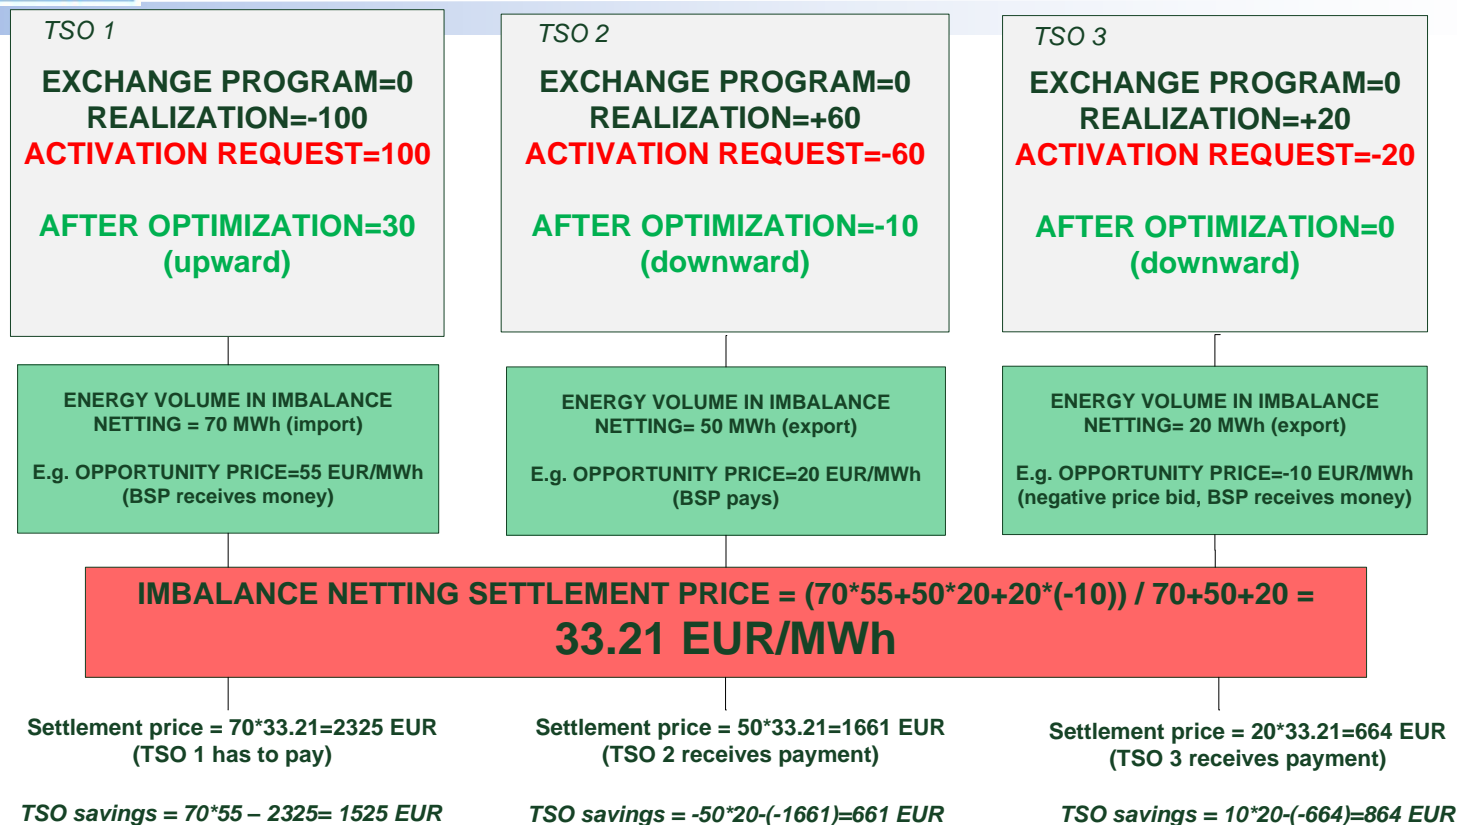 TSO 1
EXCHANGE PROGRAM=0
REALIZATION=-100
ACTIVATION REQUEST=100
AFTER OPTIMIZATION=30
(upward)
TSO 2
EXCHANGE PROGRAM=0
REALIZATION=+60
ACTIVATION REQUEST=-60
AFTER OPTIMIZATION=-10
(downward)
TSO 3
EXCHANGE PROGRAM=0
REALIZATION=+20
ACTIVATION REQUEST=-20
AFTER OPTIMIZATION=0
(downward)
ENERGY VOLUME IN IMBALANCE
NETTING = 70 MWh (import)
E.g. OPPORTUNITY PRICE=55 EUR/MWh
(BSP receives money)
ENERGY VOLUME IN IMBALANCE
NETTING= 50 MWh (export)
E.g. OPPORTUNITY PRICE=20 EUR/MWh
(BSP pays)
ENERGY VOLUME IN IMBALANCE
NETTING= 20 MWh (export)
E.g. OPPORTUNITY PRICE=-10 EUR/MWh
(negative price bid, BSP receives money)
IMBALANCE NETTING SETTLEMENT PRICE = (70*55+50*20+20*(-10)) / 70+50+20 =
33.21 EUR/MWh
Settlement price = 70*33.21=2325 EUR
(TSO 1 has to pay)
TSO savings = 70*55 – 2325= 1525 EUR
Settlement price = 50*33.21=1661 EUR
(TSO 2 receives payment)
TSO savings = -50*20-(-1661)=661 EUR
Settlement price = 20*33.21=664 EUR
(TSO 3 receives payment)
TSO savings = 10*20-(-664)=864 EUR